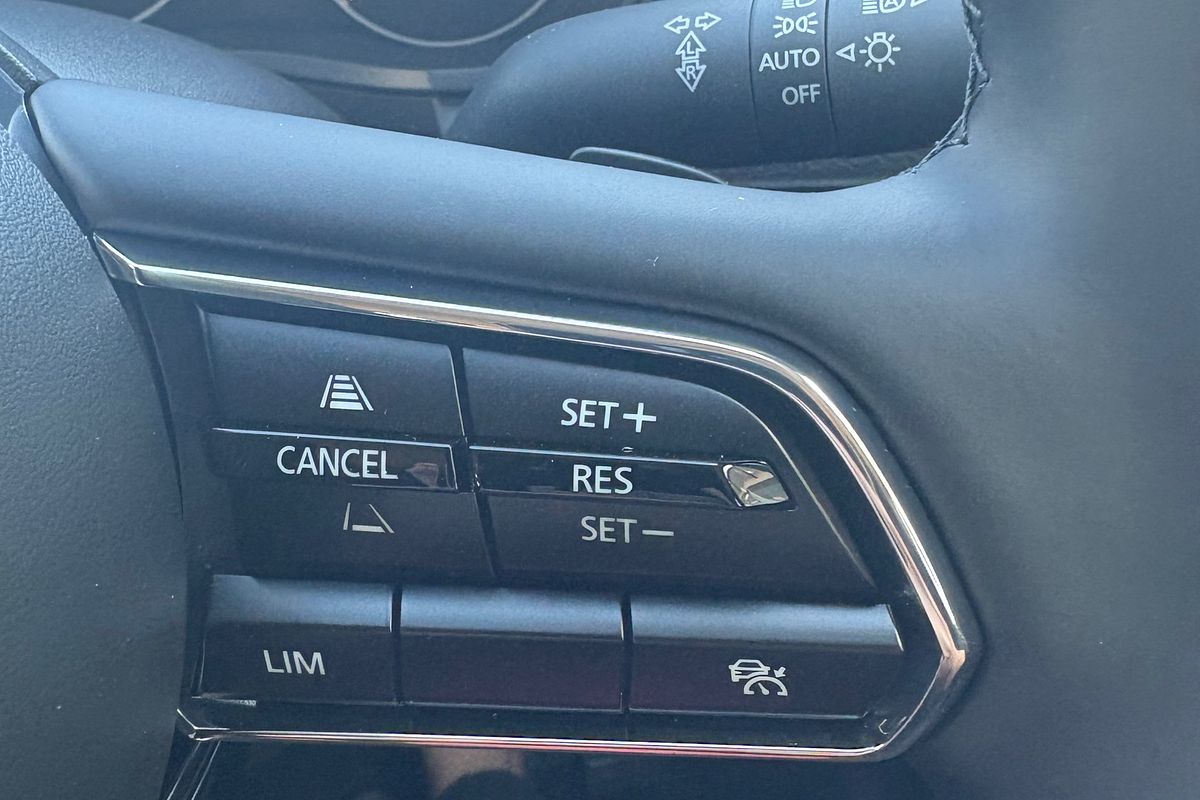 L
R
AUTO
OFF
A
SET+
CANCEL
RES
SET−
LIM